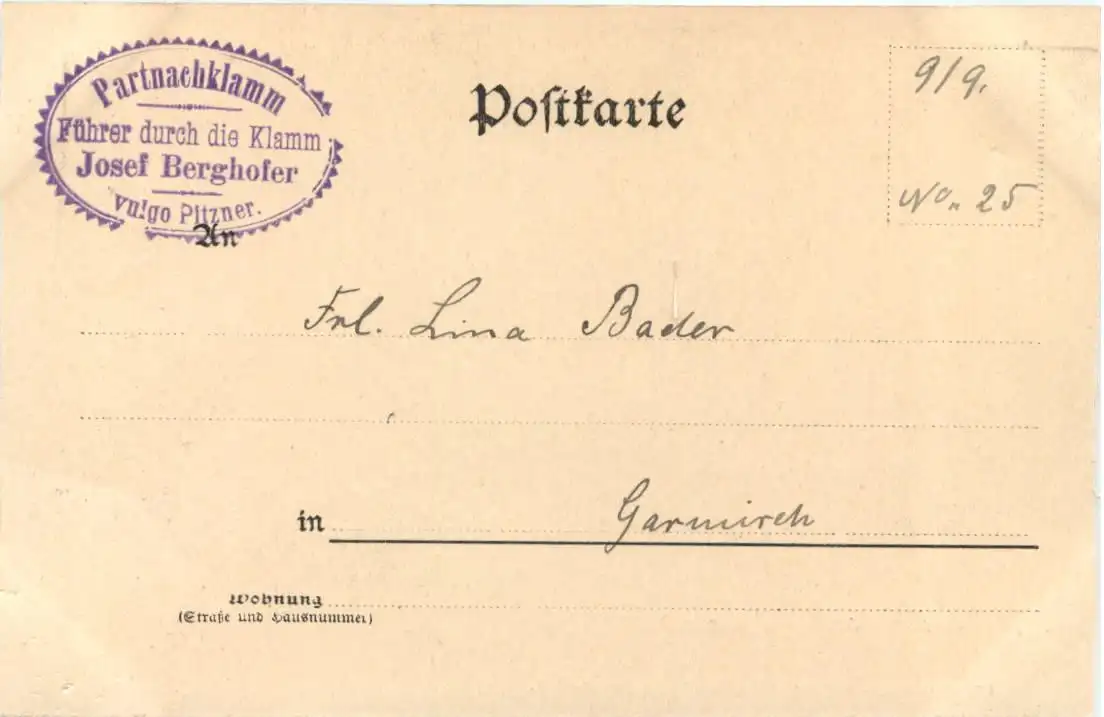 Partnachklamm
Führer durch die Klamm
Josef Berghofer
vulgo Pitzner.
Postkarte
9/9.
No. 25
An
Frl. Lina Bader
in Garmirch
Wohnung
(Straße und Hausnummer)